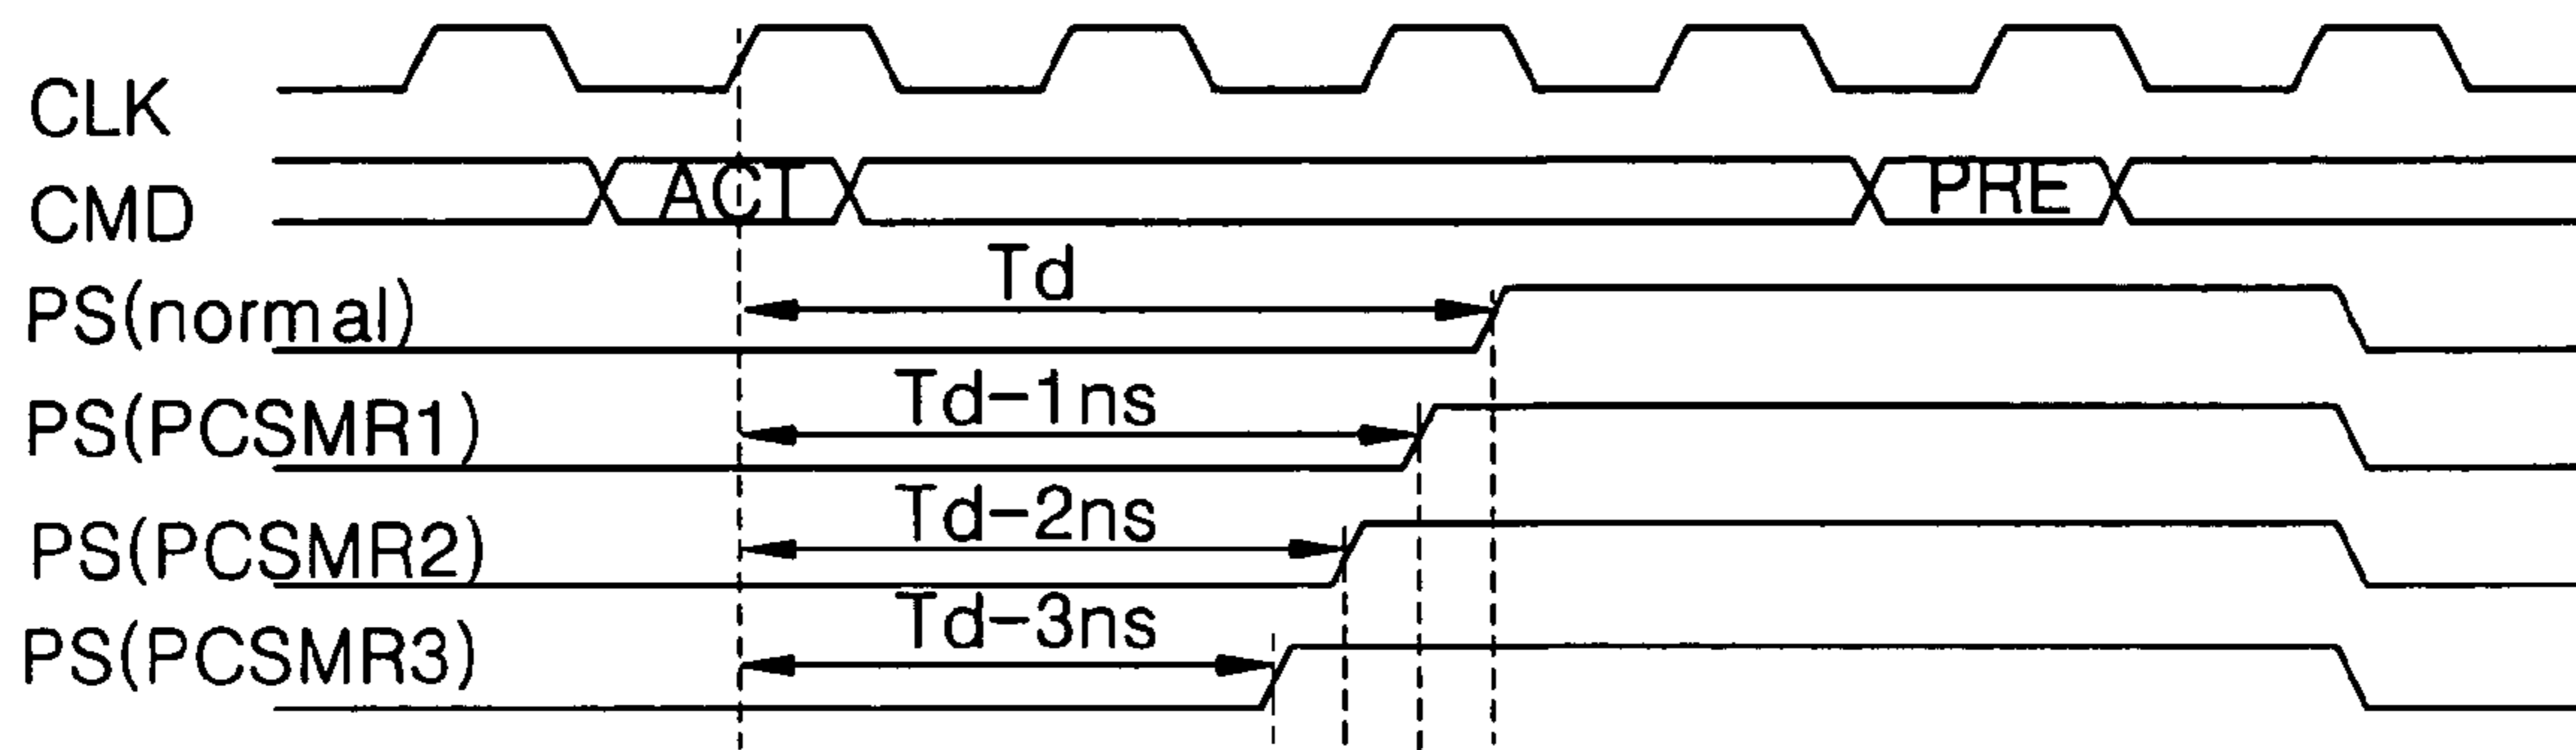 CLK
CMD ACT PRE
PS(normal) Td
PS(PCSMR1) Td-1ns
PS(PCSMR2) Td-2ns
PS(PCSMR3) Td-3ns